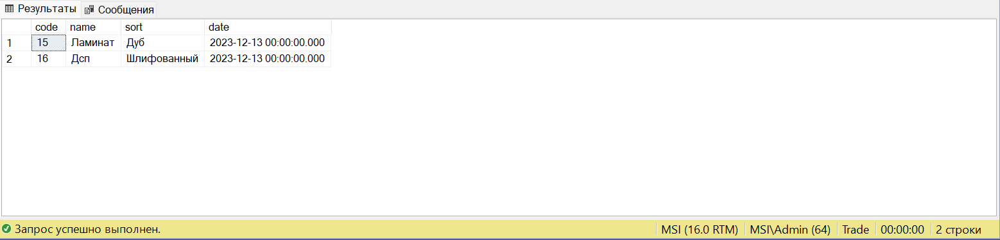 Результаты Сообщения
code name sort date
1 15 Ламинат Дуб 2023-12-13 00:00:00.000
2 16 Дсп Шлифованный 2023-12-13 00:00:00.000
Запрос успешно выполнен. MSI (16.0 RTM) MSI\Admin (64) Trade 00:00:00 2 строки